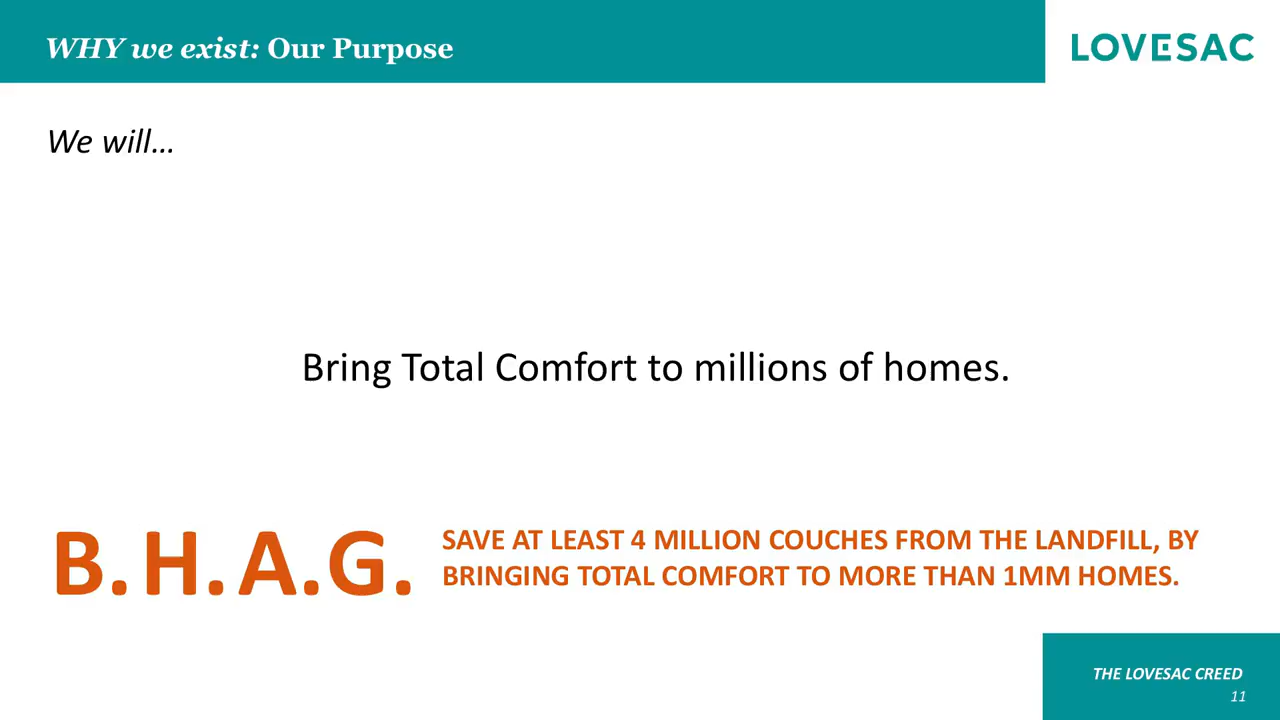 WHY we exist: Our Purpose
LOVESAC
We will...
Bring Total Comfort to millions of homes.
B.H.A.G.
SAVE AT LEAST 4 MILLION COUCHES FROM THE LANDFILL, BY
BRINGING TOTAL COMFORT TO MORE THAN 1MM HOMES.
THE LOVESAC CREED
11